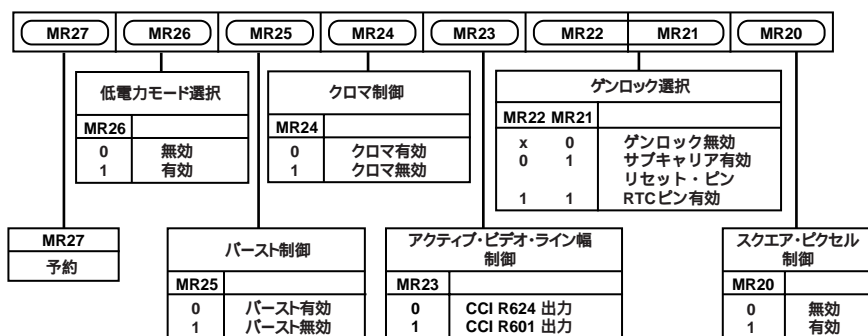 MR27 MR26 MR25 MR24 MR23 MR22 MR21 MR20
低電力モード選択
MR26
0 無効
1 有効
クロマ制御
MR24
0 クロマ有効
1 クロマ無効
ゲンロック選択
MR22 MR21
x 0 ゲンロック無効
0 1 サブキャリア有効
リセット・ピン
1 1 RTCピン有効
MR27
予約
バースト制御
MR25
0 バースト有効
1 バースト無効
アクティブ・ビデオ・ライン幅
制御
MR23
0 CCI R624 出力
1 CCI R601 出力
スクエア・ピクセル
制御
MR20
0 無効
1 有効